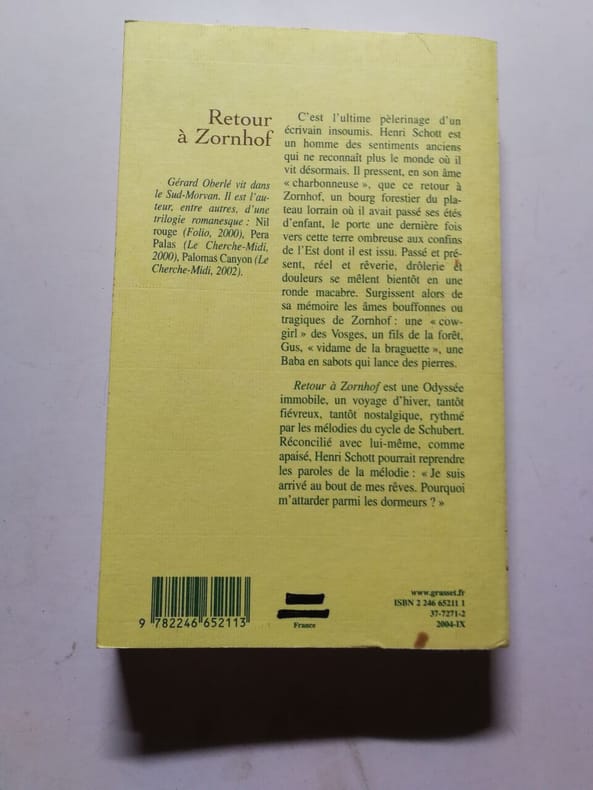 Retour
à Zornhof
Gérard Oberlé vit dans
le Sud-Morvan. Il est l'au-
teur, entre autres, d'une
trilogie romanesque : Nil
rouge (Folio, 2000), Pera
Palas (Le Cherche-Midi,
2000), Palomas Canyon (Le
Cherche-Midi, 2002).
C'est l'ultime pèlerinage d'un
écrivain insoumis. Henri Schott est
un homme des sentiments anciens
qui ne reconnaît plus le monde où il
vit désormais. Il pressent, en son âme
« charbonneuse », que ce retour à
Zornhof, un bourg forestier du pla-
teau lorrain où il avait passé ses étés
d'enfant, le porte une dernière fois
vers cette terre ombreuse aux confins
de l'Est dont il est issu. Passé et pré-
sent, réel et rêverie, drôlerie et
douleurs se mêlent bientôt en une
ronde macabre. Surgissent alors de
sa mémoire les âmes bouffonnes ou
tragiques de Zornhof : une « cow-
girl » des Vosges, un fils de la forêt,
Gus, « vidame de la braguette », une
Baba en sabots qui lance des pierres.
Retour à Zornhof est une Odyssée
immobile, un voyage d'hiver, tantôt
fiévreux, tantôt nostalgique, rythmé
par les mélodies du cycle de Schubert.
Réconcilié avec lui-même, comme
apaisé, Henri Schott pourrait reprendre
les paroles de la mélodie : « Je suis
arrivé au bout de mes rêves. Pourquoi
m'attarder parmi les dormeurs ? »
9 782246 652113
France
www.grasset.fr
ISBN 2 246 65211 1
37-7271-2
2004-IX